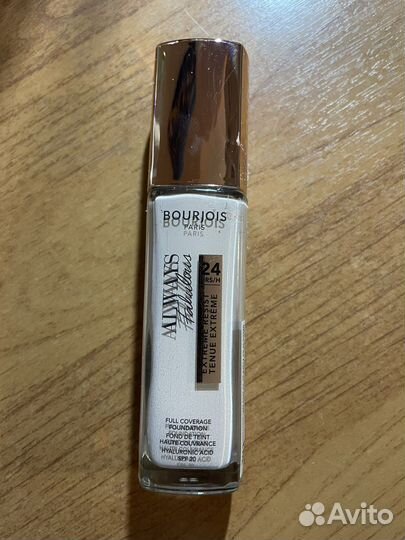 BOURJOIS
PARIS
ALWAYS
Fabulous
24
HRS/H
EXTREME RESIST
TENUE EXTRÊME
FULL COVERAGE
FOUNDATION
FOND DE TEINT
HAUTE COUVRANCE
HYALURONIC ACID
SPF 20
Avito